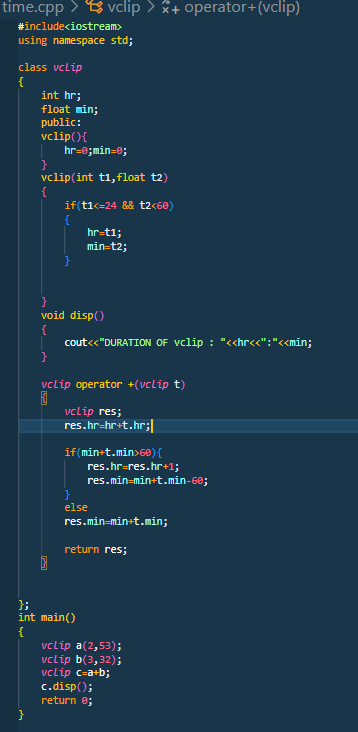 time.cpp > vclip > operator+(vclip)
#include<iostream>
using namespace std;
class vclip
{
int hr;
float min;
public:
vclip(){
hr=0;min=0;
}
vclip(int t1,float t2)
{
if(t1<=24 && t2<60)
{
hr=t1;
min=t2;
}
}
void disp()
{
cout<<"DURATION OF vclip : "<<hr<<":"<<min;
}
vclip operator +(vclip t)
{
vclip res;
res.hr=hr+t.hr;
if(min+t.min>60){
res.hr=res.hr+1;
res.min=min+t.min-60;
}
else
res.min=min+t.min;
return res;
}
};
int main()
{
vclip a(2,53);
vclip b(3,32);
vclip c=a+b;
c.disp();
return 0;
}